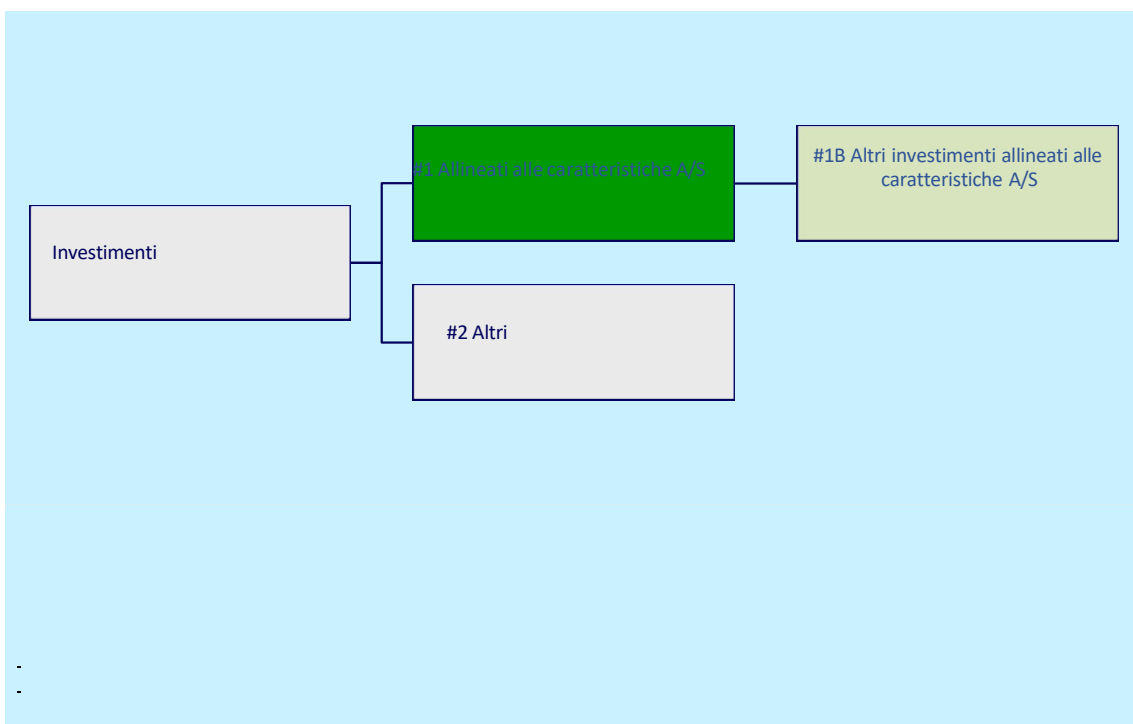 #1B Altri investimenti allineati alle
caratteristiche A/S
#1 Allineati alle caratteristiche A/S
Investimenti
#2 Altri
-
-